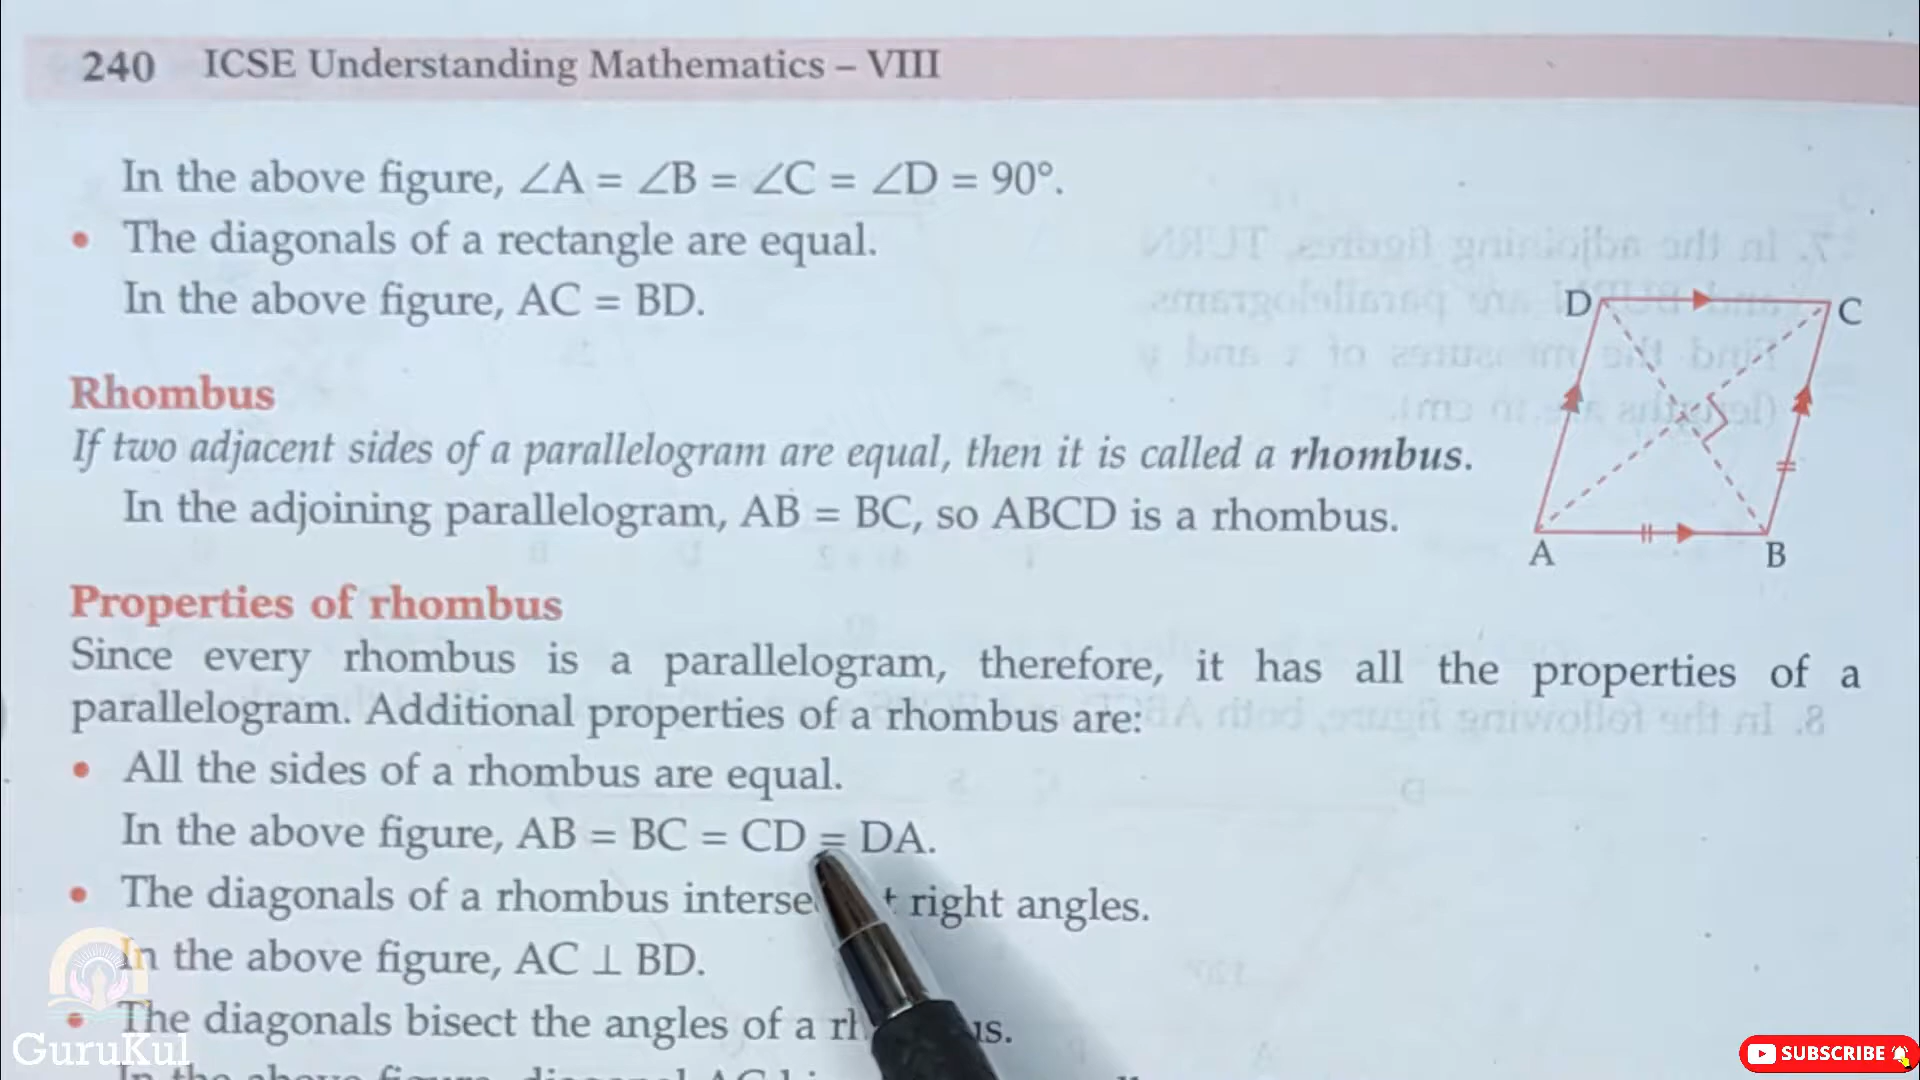 240 ICSE Understanding Mathematics – VIII
In the above figure, ∠A = ∠B = ∠C = ∠D = 90°.
• The diagonals of a rectangle are equal.
In the above figure, AC = BD.
D C
Rhombus
If two adjacent sides of a parallelogram are equal, then it is called a rhombus.
In the adjoining parallelogram, AB = BC, so ABCD is a rhombus.
A B
Properties of rhombus
Since every rhombus is a parallelogram, therefore, it has all the properties of a
parallelogram. Additional properties of a rhombus are:
• All the sides of a rhombus are equal.
In the above figure, AB = BC = CD = DA.
• The diagonals of a rhombus right angles.
In the above figure, AC ⊥ BD.
• The diagonals bisect the angles of a
GuruKul
SUBSCRIBE